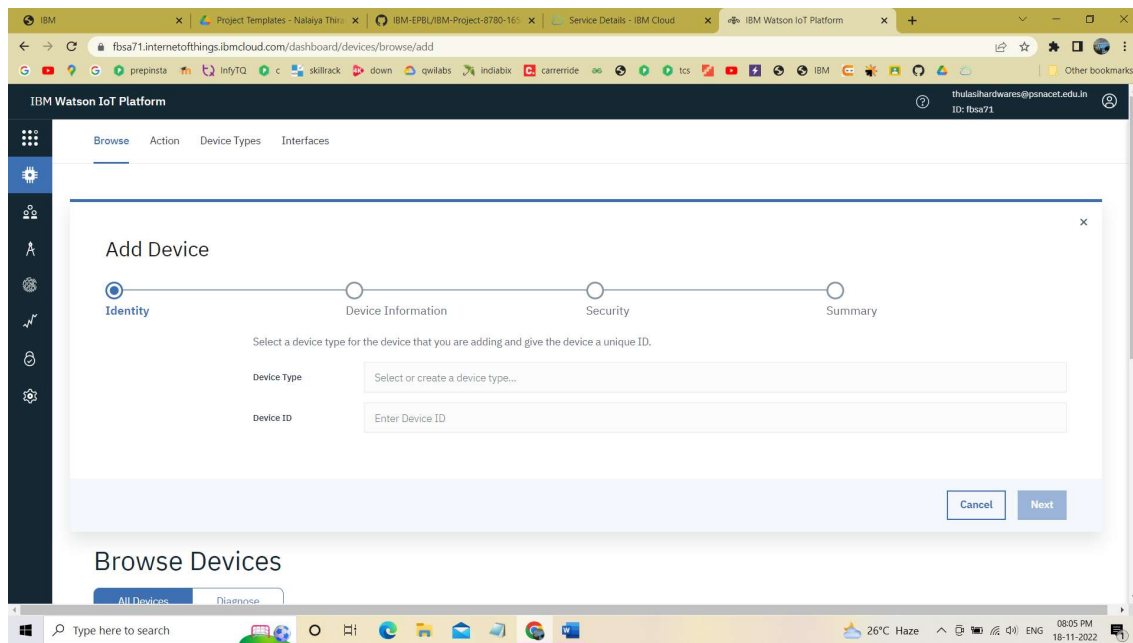 IBM
Project Templates - Nalaiya Thira
IBM-EPBL/IBM-Project-8780-165
Service Details - IBM Cloud
IBM Watson IoT Platform
fbsa71.internetofthings.ibmcloud.com/dashboard/devices/browse/add
prepinsta InfyTQ c skillrack down qwilabs indiabix carrerride tcs IBM Other bookmarks
IBM Watson IoT Platform
thulasihardwares@psnacet.edu.in
ID: fbsa71
Browse Action Device Types Interfaces
Add Device
Identity Device Information Security Summary
Select a device type for the device that you are adding and give the device a unique ID.
Device Type Select or create a device type...
Device ID Enter Device ID
Cancel Next
Browse Devices
All Devices Diagnose
Type here to search
26°C Haze ENG 08:05 PM
18-11-2022